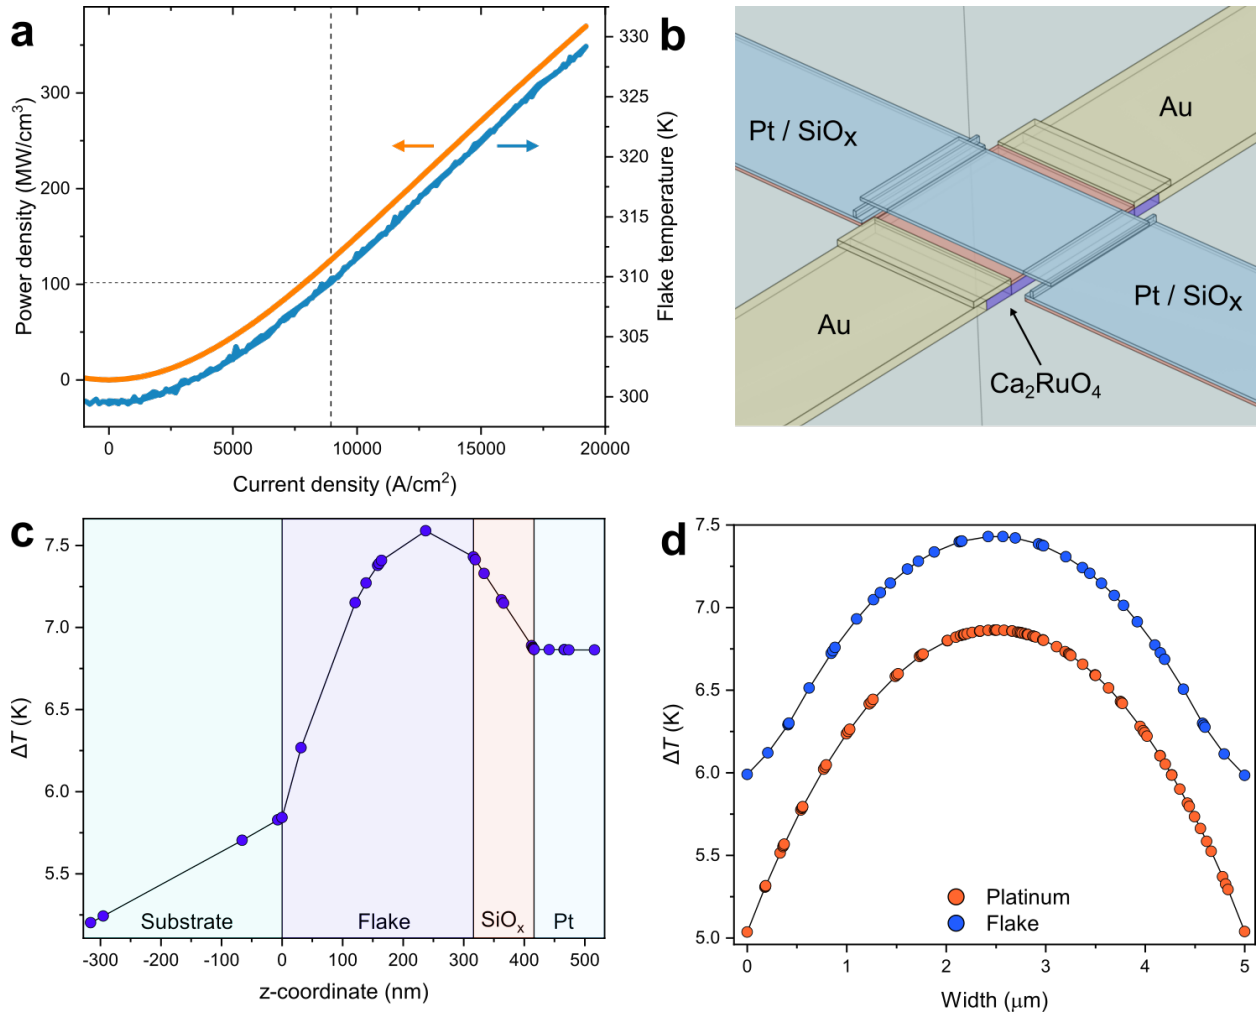 a
Power density (MW/cm³)
300
200
100
0
330
325
320
315
310
305
300
Flake temperature (K)
0
5000
10000
15000
20000
Current density (A/cm²)
b
Pt / SiOₓ
Au
Au
Pt / SiOₓ
Ca₂RuO₄
c
ΔT (K)
7.5
7.0
6.5
6.0
5.5
Substrate
Flake
SiOₓ
Pt
-300
-200
-100
0
100
200
300
400
500
z-coordinate (nm)
d
ΔT (K)
7.5
7.0
6.5
6.0
5.5
5.0
Platinum
Flake
0
1
2
3
4
5
Width (μm)